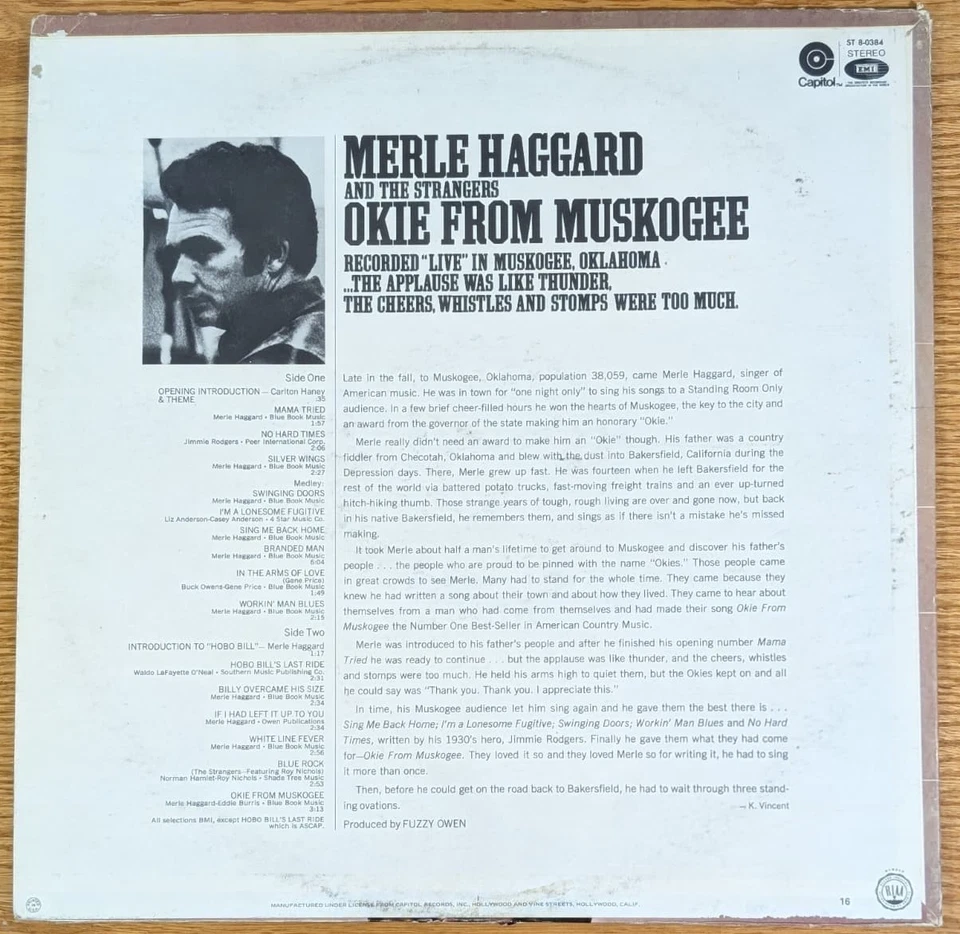 ST 8-0384
STEREO
Capitol
EMI
MERLE HAGGARD
AND THE STRANGERS
OKIE FROM MUSKOGEE
RECORDED "LIVE" IN MUSKOGEE, OKLAHOMA
...THE APPLAUSE WAS LIKE THUNDER,
THE CHEERS, WHISTLES AND STOMPS WERE TOO MUCH.
Side One
OPENING INTRODUCTION — Carlton Haney
& THEME :35
MAMA TRIED
Merle Haggard • Blue Book Music
1:57
NO HARD TIMES
Jimmie Rodgers • Peer International Corp.
2:06
SILVER WINGS
Merle Haggard • Blue Book Music
2:27
Medley:
SWINGING DOORS
Merle Haggard • Blue Book Music
I'M A LONESOME FUGITIVE
Liz Anderson-Casey Anderson • 4 Star Music Co.
SING ME BACK HOME
Merle Haggard • Blue Book Music
BRANDED MAN
Merle Haggard • Blue Book Music
5:04
IN THE ARMS OF LOVE
(Gene Price)
Buck Owens-Gene Price • Blue Book Music
1:49
WORKIN' MAN BLUES
Merle Haggard • Blue Book Music
2:15
Side Two
INTRODUCTION TO "HOBO BILL" — Merle Haggard
1:17
HOBO BILL'S LAST RIDE
Waldo LaFayette O'Neal • Southern Music Publishing Co.
2:31
BILLY OVERCAME HIS SIZE
Merle Haggard • Blue Book Music
2:34
IF I HAD LEFT IT UP TO YOU
Merle Haggard • Owen Publications
2:34
WHITE LINE FEVER
Merle Haggard • Blue Book Music
2:56
BLUE ROCK
(The Strangers—Featuring Roy Nichols)
Norman Hamlet-Roy Nichols • Shade Tree Music
2:53
OKIE FROM MUSKOGEE
Merle Haggard-Eddie Burris • Blue Book Music
3:13
All selections BMI, except HOBO BILL'S LAST RIDE
which is ASCAP.
Late in the fall, to Muskogee, Oklahoma, population 38,059, came Merle Haggard, singer of
American music. He was in town for "one night only" to sing his songs to a Standing Room Only
audience. In a few brief cheer-filled hours he won the hearts of Muskogee, the key to the city and
an award from the governor of the state making him an honorary "Okie."
Merle really didn't need an award to make him an "Okie" though. His father was a country
fiddler from Checotah, Oklahoma and blew with the dust into Bakersfield, California during the
Depression days. There, Merle grew up fast. He was fourteen when he left Bakersfield for the
rest of the world via battered potato trucks, fast-moving freight trains and an ever up-turned
hitch-hiking thumb. Those strange years of tough, rough living are over and gone now, but back
in his native Bakersfield, he remembers them, and sings as if there isn't a mistake he's missed
making.
It took Merle about half a man's lifetime to get around to Muskogee and discover his father's
people . . . the people who are proud to be pinned with the name "Okies." Those people came
in great crowds to see Merle. Many had to stand for the whole time. They came because they
knew he had written a song about their town and about how they lived. They came to hear about
themselves from a man who had come from themselves and had made their song Okie From
Muskogee the Number One Best-Seller in American Country Music.
Merle was introduced to his father's people and after he finished his opening number Mama
Tried he was ready to continue . . . but the applause was like thunder, and the cheers, whistles
and stomps were too much. He held his arms high to quiet them, but the Okies kept on and all
he could say was "Thank you. Thank you. I appreciate this."
In time, his Muskogee audience let him sing again and he gave them the best there is . . .
Sing Me Back Home; I'm a Lonesome Fugitive; Swinging Doors; Workin' Man Blues and No Hard
Times, written by his 1930's hero, Jimmie Rodgers. Finally he gave them what they had come
for—Okie From Muskogee. They loved it so and they loved Merle so for writing it, he had to sing
it more than once.
Then, before he could get on the road back to Bakersfield, he had to wait through three stand-
ing ovations. — K. Vincent
Produced by FUZZY OWEN
MANUFACTURED UNDER LICENSE FROM CAPITOL RECORDS, INC., HOLLYWOOD AND VINE STREETS, HOLLYWOOD, CALIF.
16